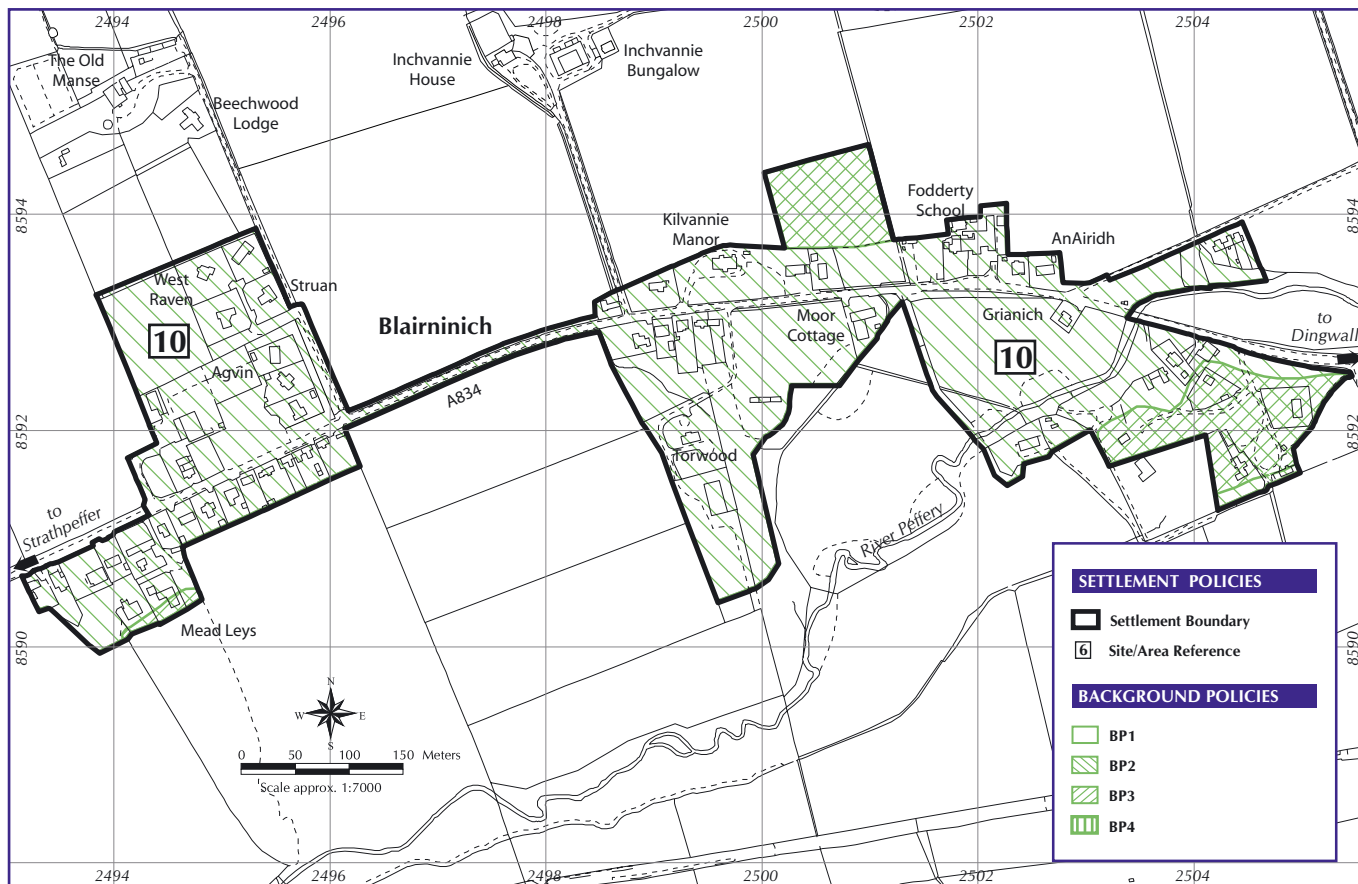 2494
2496
2498
2500
2502
2504
The Old
Manse
Inchvannie
House
Inchvannie
Bungalow
Beechwood
Lodge
8594
8594
Fodderty
School
Kilvannie
Manor
AnAiridh
West
Raven
Struan
10
Blairninich
Moor
Cottage
Grianich
to
Dingwall
10
Agvin
A834
8592
8592
Torwood
to
Strathpeffer
River Peffery
Mead Leys
8590
8590
N
W
E
S
0 50 100 150 Meters
Scale approx. 1:7000
SETTLEMENT POLICIES
Settlement Boundary
6 Site/Area Reference
BACKGROUND POLICIES
BP1
BP2
BP3
BP4
2494
2496
2498
2500
2502
2504